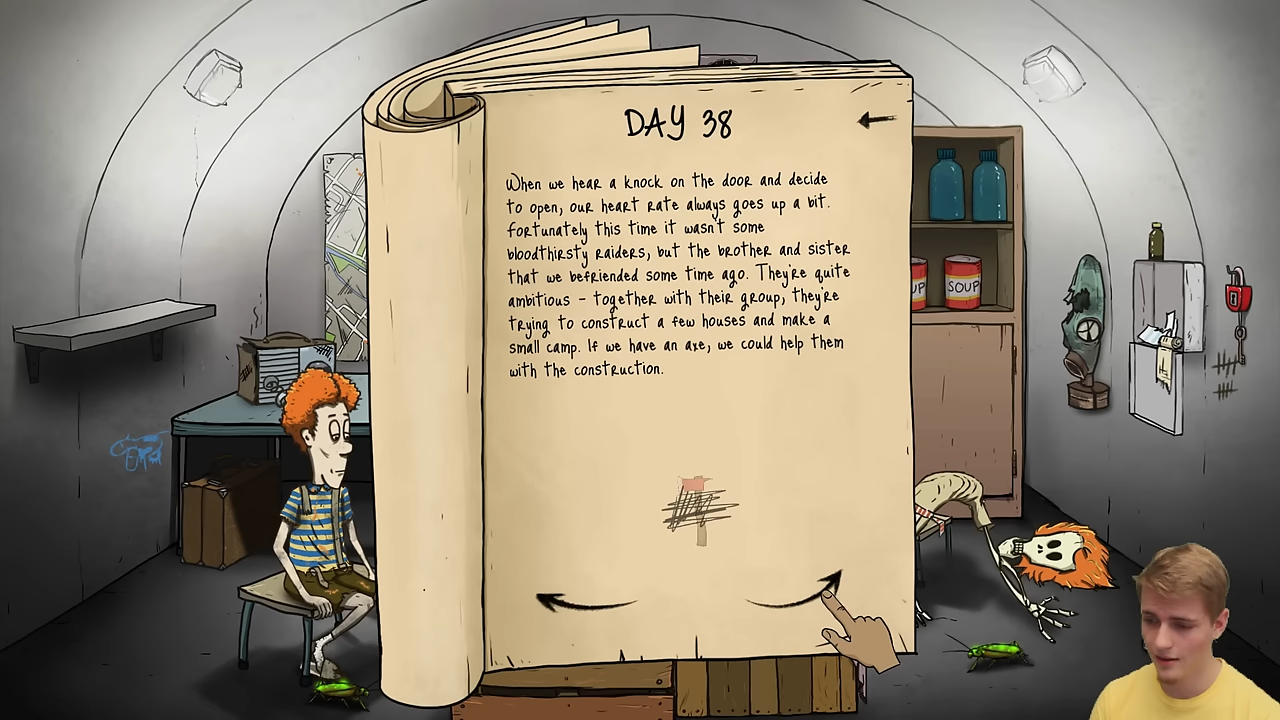 DAY 38
When we hear a knock on the door and decide
to open, our heart rate always goes up a bit.
Fortunately this time it wasn't some
bloodthirsty raiders, but the brother and sister
that we befriended some time ago. They're quite
ambitious – together with their group, they're
trying to construct a few houses and make a
small camp. If we have an axe, we could help them
with the construction.
UP
SOUP